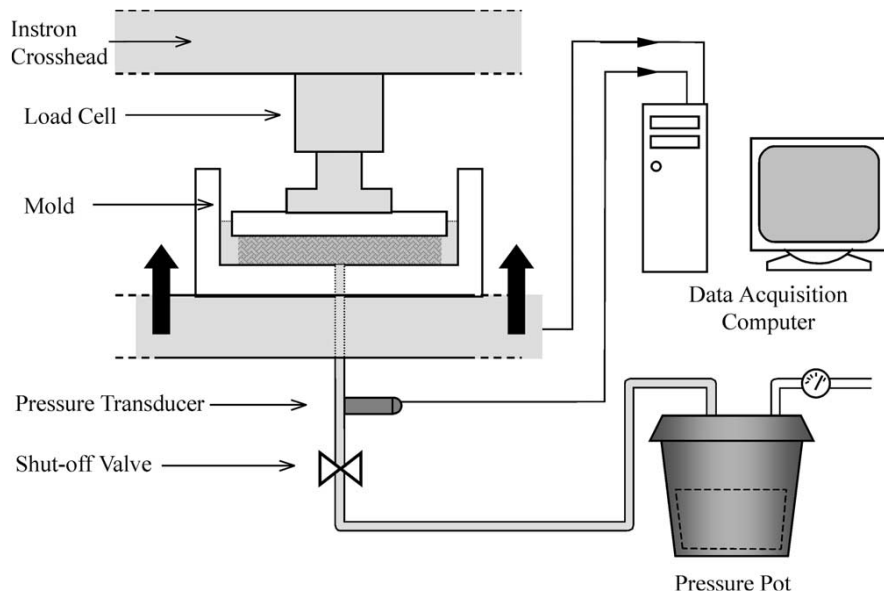 Instron
Crosshead
Load Cell
Mold
Data Acquisition
Computer
Pressure Transducer
Shut-off Valve
Pressure Pot